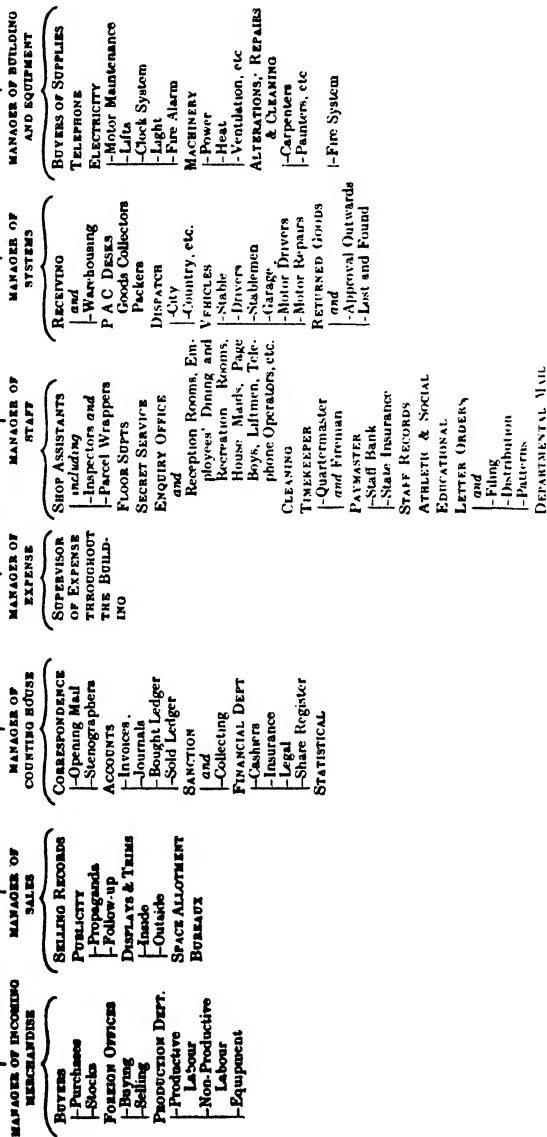 MANAGER OF INCOMING
MERCHANDISE
BUYERS
Purchases
Stocks
FOREIGN OFFICES
Buying
Selling
PRODUCTION DEPT.
Productive
Labour
Non-Productive
Labour
Equipment
MANAGER OF
SALES
SELLING RECORDS
PUBLICITY
Propaganda
Follow-up
DISPLAYS & TRIMS
Inside
Outside
SPACE ALLOTMENT
BUREAUX
MANAGER OF
COUNTING HOUSE
CORRESPONDENCE
Opening Mail
Stenographers
ACCOUNTS
Invoices.
Journals
Bought Ledger
Sold Ledger
SANCTION
and
Collecting
FINANCIAL DEPT
Cashiers
Insurance
Legal
Share Register
STATISTICAL
MANAGER OF
EXPENSE
SUPERVISOR
OF EXPENSE
THROUGHOUT
THE BUILD-
ING
MANAGER OF
STAFF
SHOP ASSISTANTS
including
Inspectors and
Parcel Wrappers
FLOOR SUPTS
SECRET SERVICE
ENQUIRY OFFICE
and
Reception Rooms, Em-
ployees' Dining and
Recreation Rooms,
House Maids, Page
Boys, Liftmen, Tele-
phone Operators, etc.
CLEANING
TIMEKEEPER
Quartermaster
and Fireman
PAYMASTER
Staff Bank
State Insurance
STAFF RECORDS
ATHLETIC & SOCIAL
EDUCATIONAL
LETTER ORDERS
and
Filing
Distribution
Patterns
DEPARTMENTAL MAIL
MANAGER OF
SYSTEMS
RECEIVING
and
Warehousing
P A C DESKS
Goods Collectors
Packers
DISPATCH
City
Country, etc.
VEHICLES
Stable
Drivers
Stablemen
Garage
Motor Drivers
Motor Repairs
RETURNED GOODS
and
Approval Outwards
Lost and Found
MANAGER OF BUILDING
AND EQUIPMENT
BUYERS OF SUPPLIES
TELEPHONE
ELECTRICITY
Motor Maintenance
Lifts
Clock System
Light
Fire Alarm
MACHINERY
Power
Heat
Ventilation, etc
ALTERATIONS, REPAIRS
& CLEANING
Carpenters
Painters, etc
Fire System